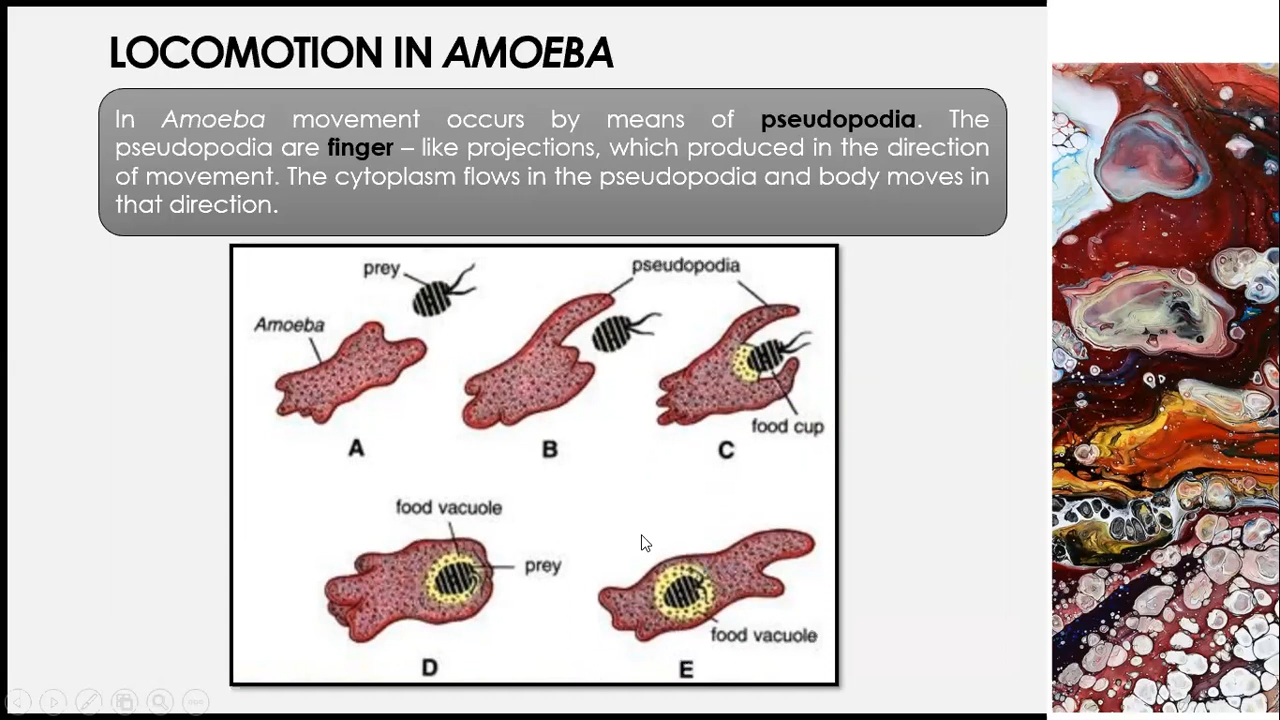 LOCOMOTION IN AMOEBA
In Amoeba movement occurs by means of pseudopodia. The
pseudopodia are finger – like projections, which produced in the direction
of movement. The cytoplasm flows in the pseudopodia and body moves in
that direction.
prey
pseudopodia
Amoeba
food cup
A
B
C
food vacuole
prey
food vacuole
D
E